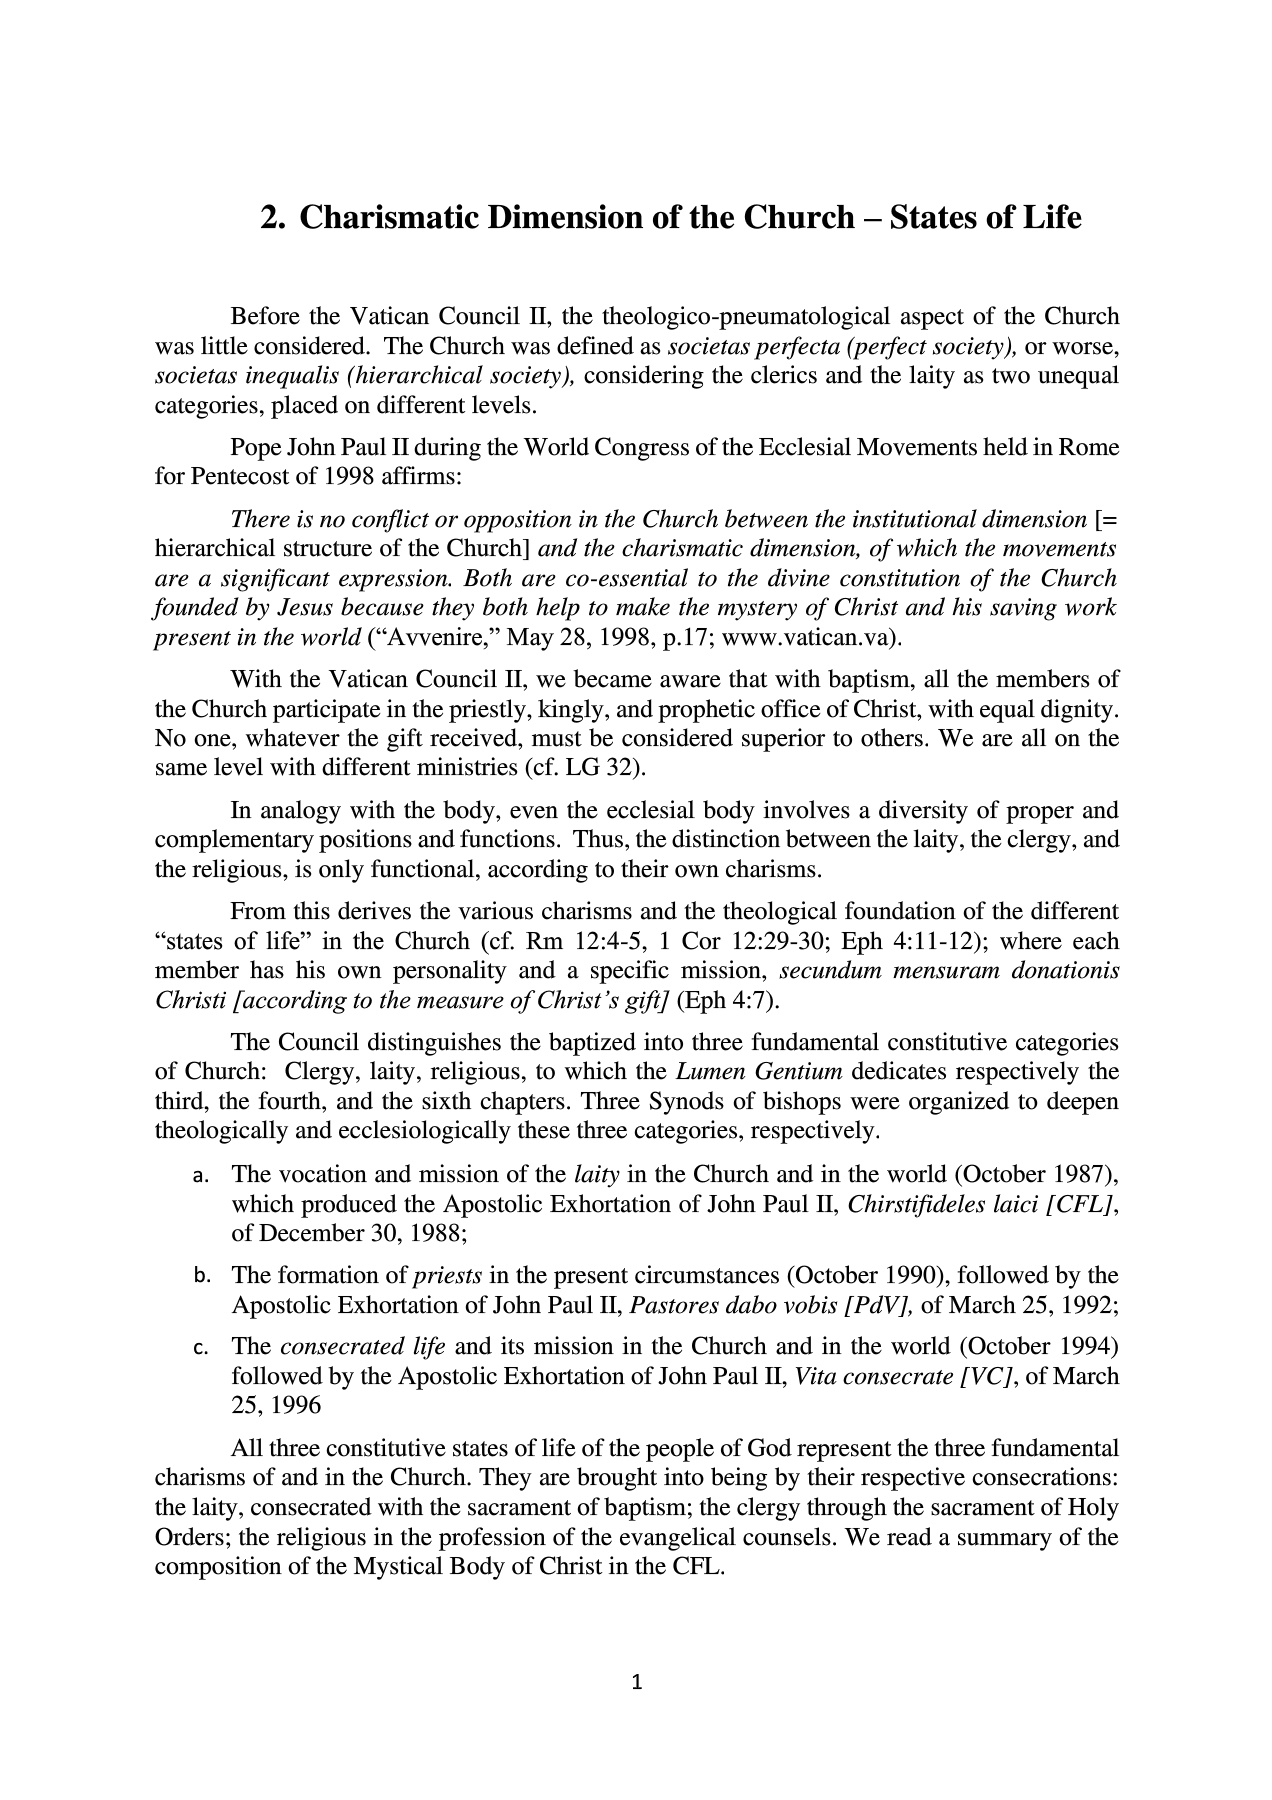 2. Charismatic Dimension of the Church – States of Life
Before the Vatican Council II, the theologico-pneumatological aspect of the Church
was little considered.  The Church was defined as societas perfecta (perfect society), or worse,
societas inequalis (hierarchical society), considering the clerics and the laity as two unequal
categories, placed on different levels.
Pope John Paul II during the World Congress of the Ecclesial Movements held in Rome
for Pentecost of 1998 affirms:
There is no conflict or opposition in the Church between the institutional dimension [=
hierarchical structure of the Church] and the charismatic dimension, of which the movements
are a significant expression. Both are co-essential to the divine constitution of the Church
founded by Jesus because they both help to make the mystery of Christ and his saving work
present in the world (“Avvenire,” May 28, 1998, p.17; www.vatican.va).
With the Vatican Council II, we became aware that with baptism, all the members of
the Church participate in the priestly, kingly, and prophetic office of Christ, with equal dignity.
No one, whatever the gift received, must be considered superior to others. We are all on the
same level with different ministries (cf. LG 32).
In analogy with the body, even the ecclesial body involves a diversity of proper and
complementary positions and functions.  Thus, the distinction between the laity, the clergy, and
the religious, is only functional, according to their own charisms.
From this derives the various charisms and the theological foundation of the different
“states of life” in the Church (cf. Rm 12:4-5, 1 Cor 12:29-30; Eph 4:11-12); where each
member has his own personality and a specific mission, secundum mensuram donationis
Christi [according to the measure of Christ’s gift] (Eph 4:7).
The Council distinguishes the baptized into three fundamental constitutive categories
of Church:  Clergy, laity, religious, to which the Lumen Gentium dedicates respectively the
third, the fourth, and the sixth chapters. Three Synods of bishops were organized to deepen
theologically and ecclesiologically these three categories, respectively.
a. The vocation and mission of the laity in the Church and in the world (October 1987),
which produced the Apostolic Exhortation of John Paul II, Chirstifideles laici [CFL],
of December 30, 1988;
b. The formation of priests in the present circumstances (October 1990), followed by the
Apostolic Exhortation of John Paul II, Pastores dabo vobis [PdV], of March 25, 1992;
c. The consecrated life and its mission in the Church and in the world (October 1994)
followed by the Apostolic Exhortation of John Paul II, Vita consecrate [VC], of March
25, 1996
All three constitutive states of life of the people of God represent the three fundamental
charisms of and in the Church. They are brought into being by their respective consecrations:
the laity, consecrated with the sacrament of baptism; the clergy through the sacrament of Holy
Orders; the religious in the profession of the evangelical counsels. We read a summary of the
composition of the Mystical Body of Christ in the CFL.
1